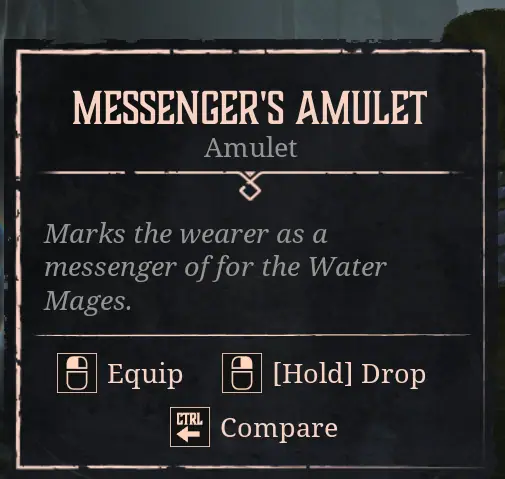 MESSENGER'S AMULET
Amulet
Marks the wearer as a
messenger of for the Water
Mages.
Equip [Hold] Drop
CTRL Compare